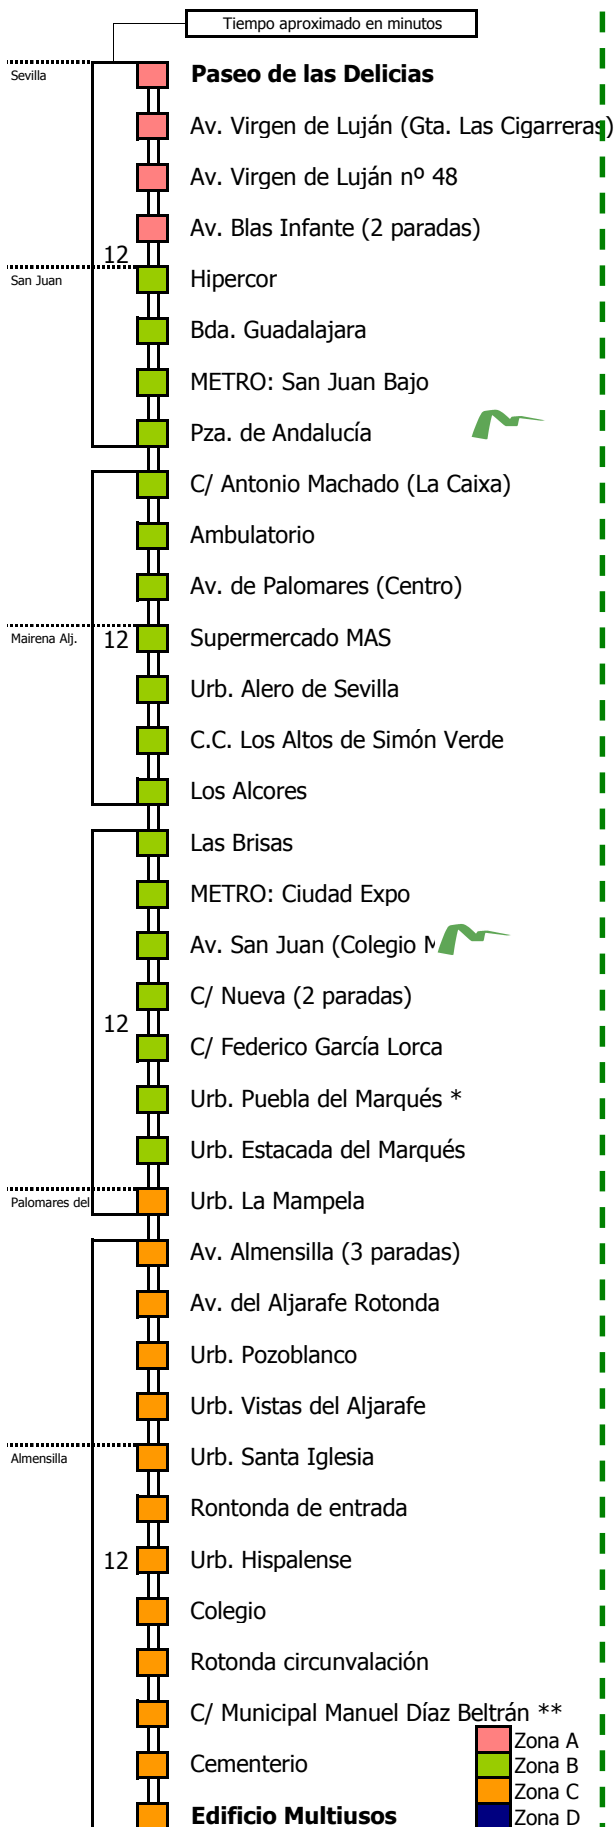 Tiempo aproximado en minutos
Sevilla
Paseo de las Delicias
Av. Virgen de Luján (Gta. Las Cigarreras)
Av. Virgen de Luján nº 48
Av. Blas Infante (2 paradas)
12
San Juan
Hipercor
Bda. Guadalajara
METRO: San Juan Bajo
Pza. de Andalucía
C/ Antonio Machado (La Caixa)
Ambulatorio
Av. de Palomares (Centro)
Mairena Alj.
12
Supermercado MAS
Urb. Alero de Sevilla
C.C. Los Altos de Simón Verde
Los Alcores
Las Brisas
METRO: Ciudad Expo
Av. San Juan (Colegio
C/ Nueva (2 paradas)
12
C/ Federico García Lorca
Urb. Puebla del Marqués *
Urb. Estacada del Marqués
Palomares del
Urb. La Mampela
Av. Almensilla (3 paradas)
Av. del Aljarafe Rotonda
Urb. Pozoblanco
Urb. Vistas del Aljarafe
Almensilla
Urb. Santa Iglesia
Rontonda de entrada
12
Urb. Hispalense
Colegio
Rotonda circunvalación
C/ Municipal Manuel Díaz Beltrán **
Cementerio
Edificio Multiusos
Zona A
Zona B
Zona C
Zona D